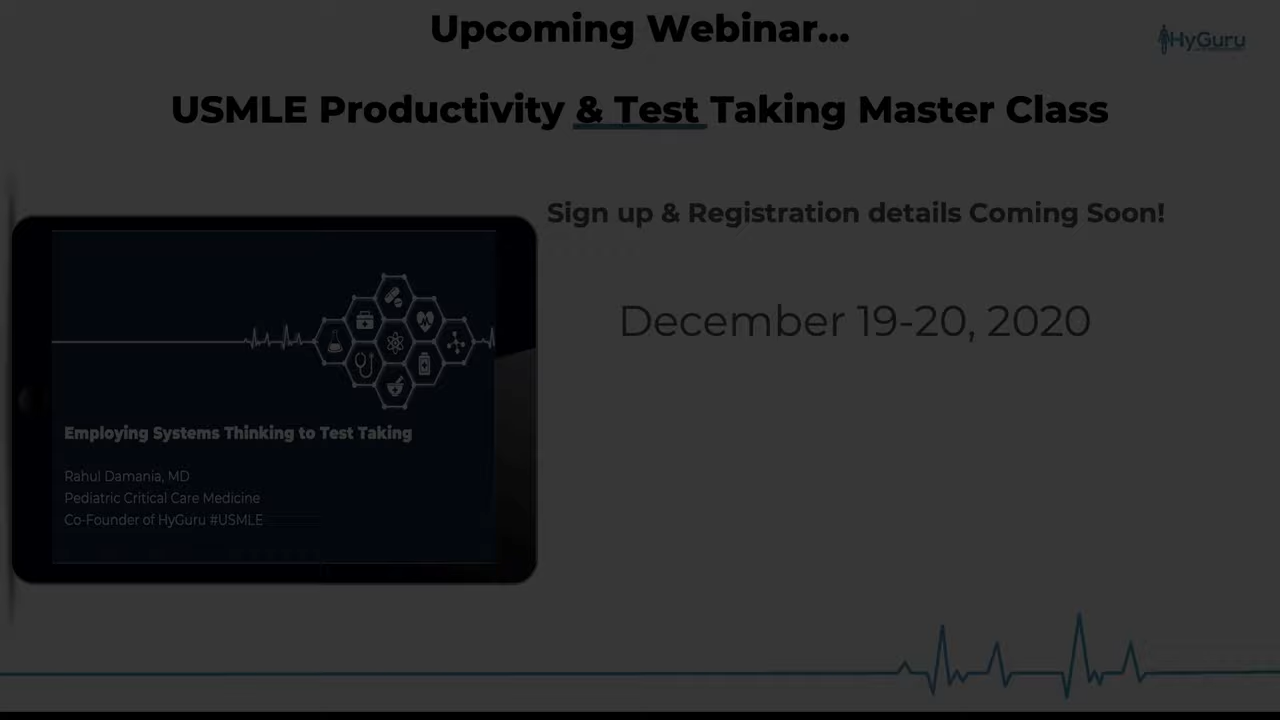 Upcoming Webinar...
HyGuru
USMLE Productivity & Test Taking Master Class
Sign up & Registration details Coming Soon!
December 19-20, 2020
Employing Systems Thinking to Test Taking
Rahul Damania, MD
Pediatric Critical Care Medicine
Co-Founder of HyGuru #USMLE